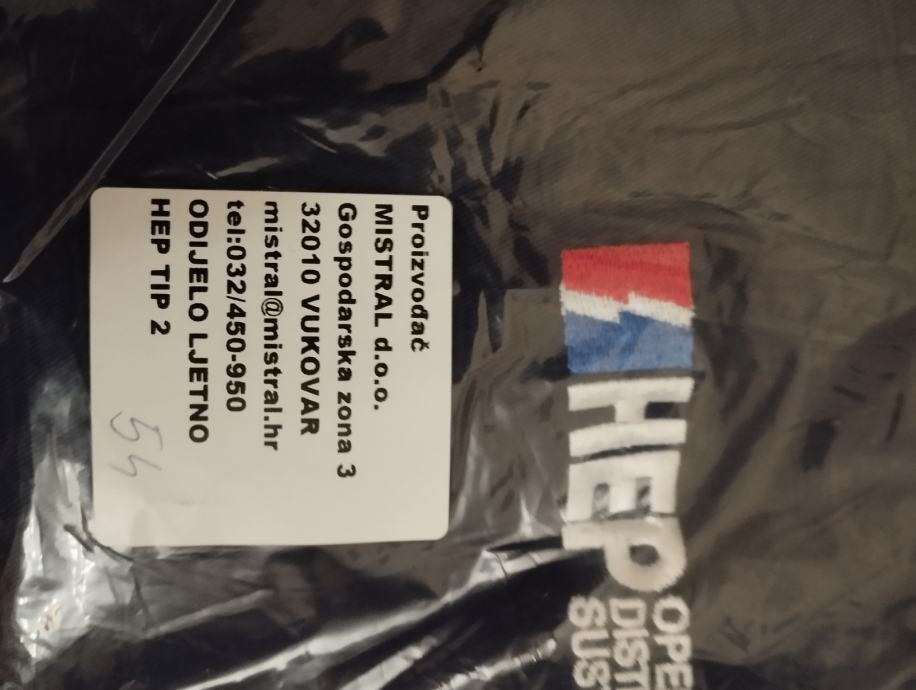 Proizvođač
MISTRAL d.o.o.
Gospodarska zona 3
32010 VUKOVAR
mistral@mistral.hr
tel:032/450-950
ODIJELO LJETNO
HEP TIP 2
54
HEP
OPE
DIST
SUS